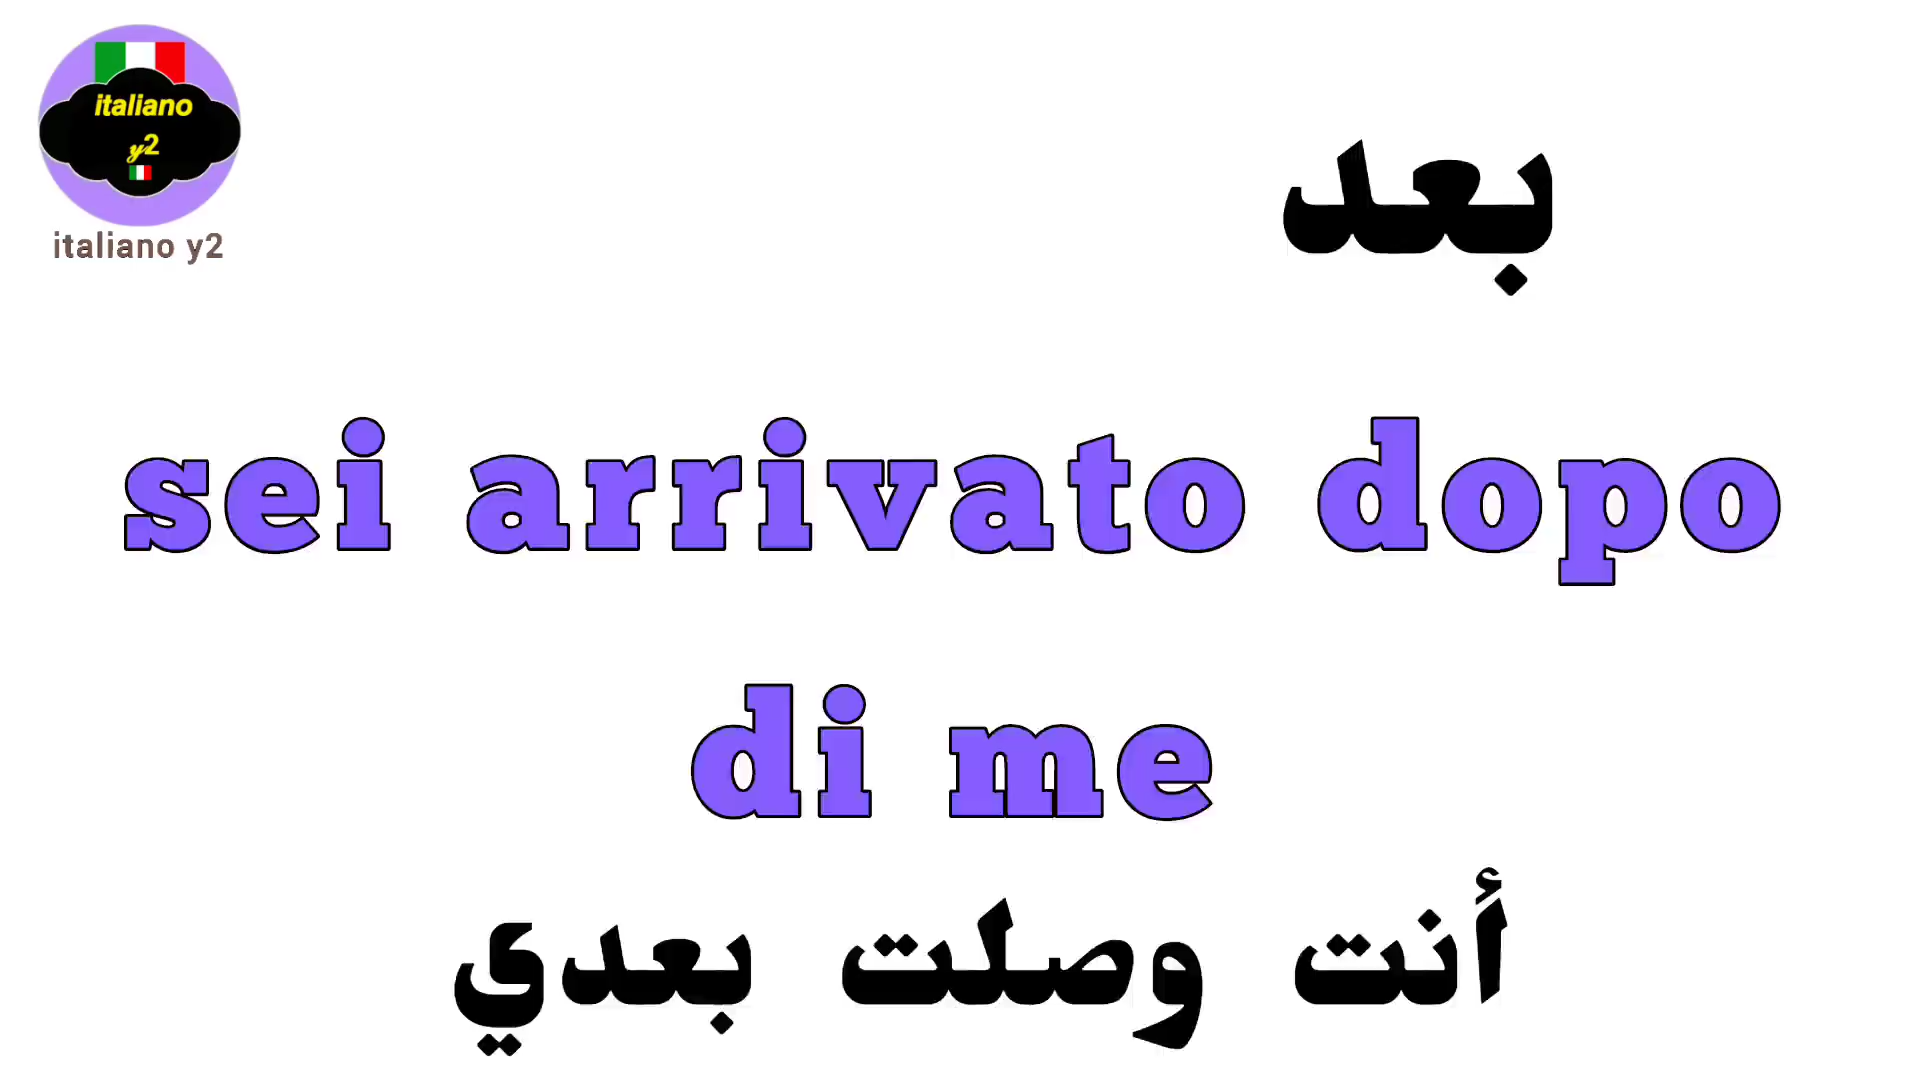 italiano
y2
italiano y2
بعد
sei arrivato dopo
di me
أنت وصلت بعدي